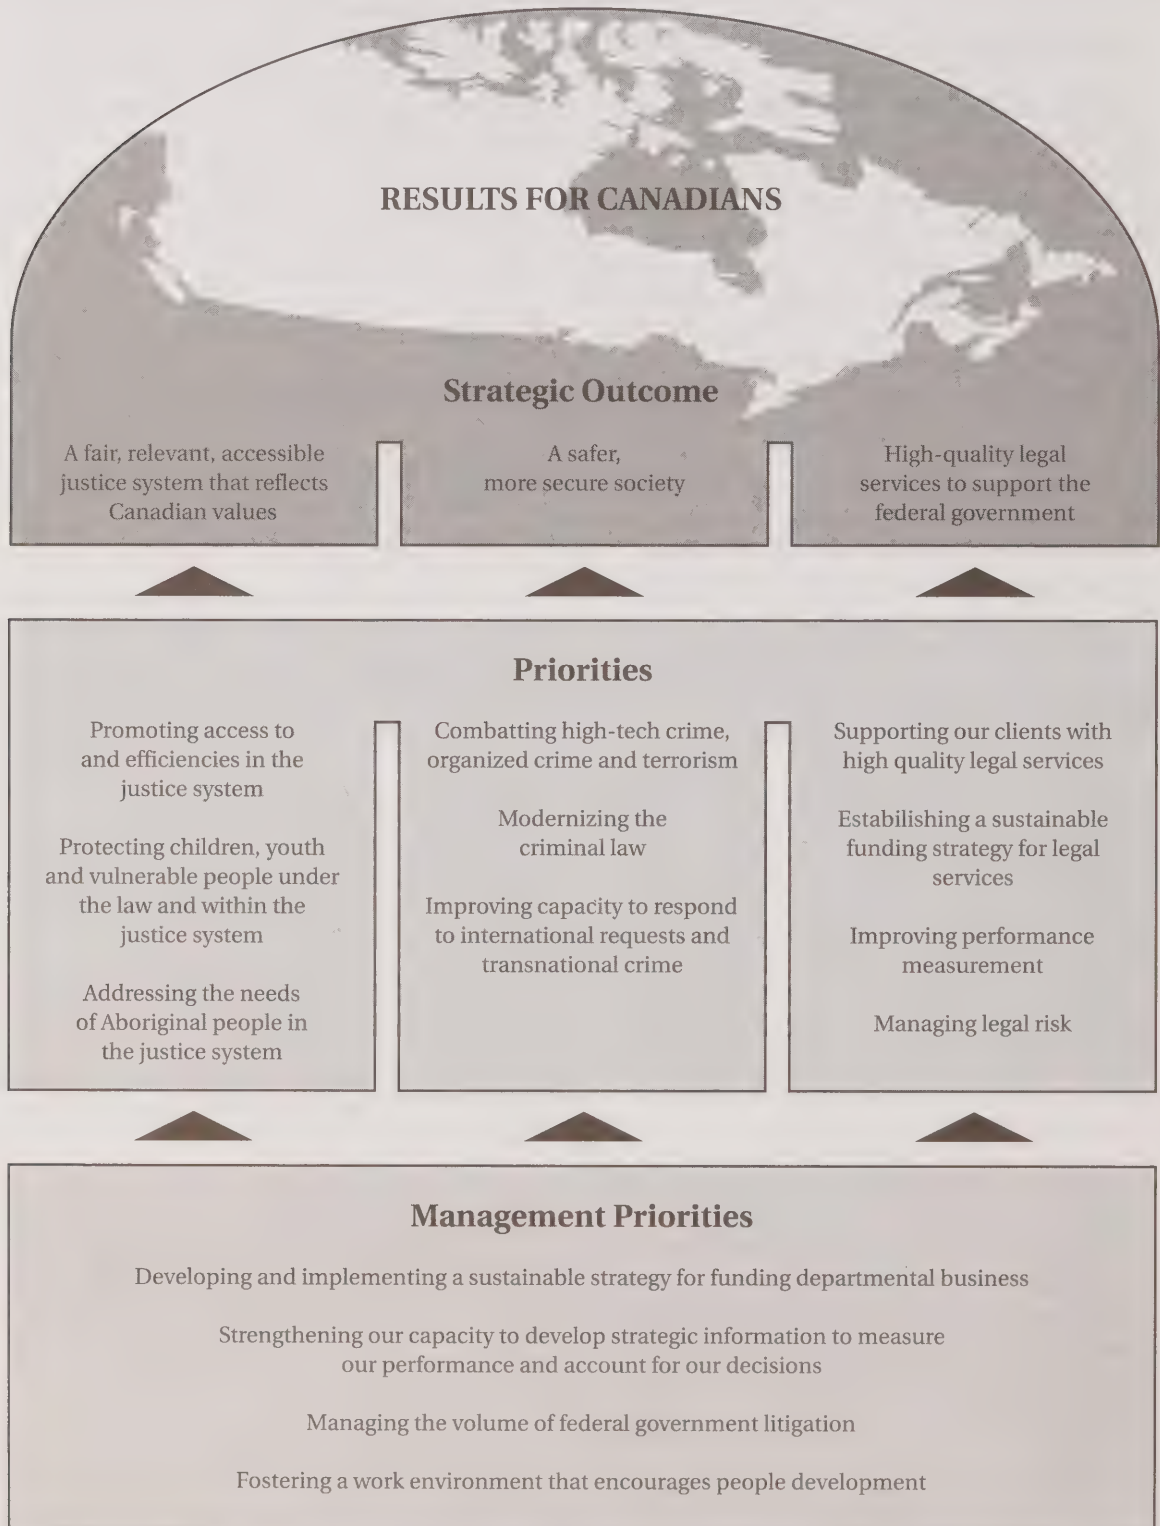 RESULTS FOR CANADIANS
Strategic Outcome
A fair, relevant, accessible
justice system that reflects
Canadian values
A safer,
more secure society
High-quality legal
services to support the
federal government
Priorities
Promoting access to
and efficiencies in the
justice system
Protecting children, youth
and vulnerable people under
the law and within the
justice system
Addressing the needs
of Aboriginal people in
the justice system
Combatting high-tech crime,
organized crime and terrorism
Modernizing the
criminal law
Improving capacity to respond
to international requests and
transnational crime
Supporting our clients with
high quality legal services
Estabilishing a sustainable
funding strategy for legal
services
Improving performance
measurement
Managing legal risk
Management Priorities
Developing and implementing a sustainable strategy for funding departmental business
Strengthening our capacity to develop strategic information to measure
our performance and account for our decisions
Managing the volume of federal government litigation
Fostering a work environment that encourages people development